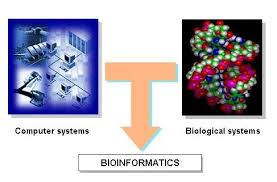 Computer systems
Biological systems
BIOINFORMATICS